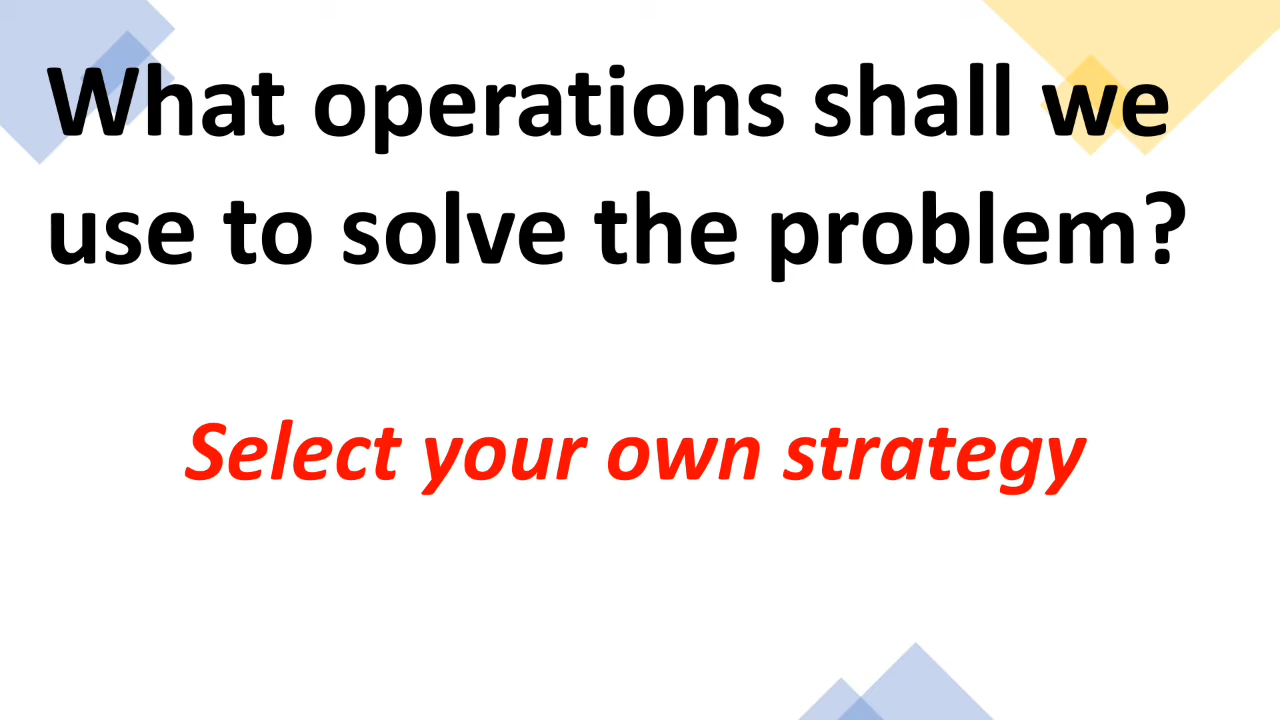 What operations shall we
use to solve the problem?
Select your own strategy